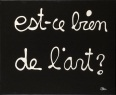 est-ce bien
de l'art?